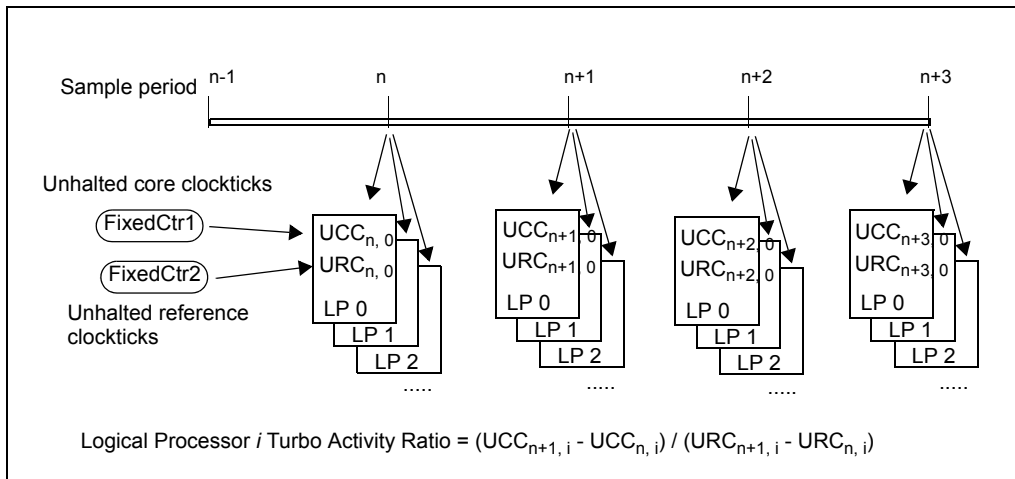 Sample period
n-1 n n+1 n+2 n+3
Unhalted core clockticks
FixedCtr1
FixedCtr2
Unhalted reference
clockticks
UCCn, 0
URCn, 0
LP 0
LP 1
LP 2
.....
UCCn+1, 0
URCn+1, 0
LP 0
LP 1
LP 2
.....
UCCn+2, 0
URCn+2, 0
LP 0
LP 1
LP 2
.....
UCCn+3, 0
URCn+3, 0
LP 0
LP 1
LP 2
.....
Logical Processor i Turbo Activity Ratio = (UCCn+1, i - UCCn, i) / (URCn+1, i - URCn, i)